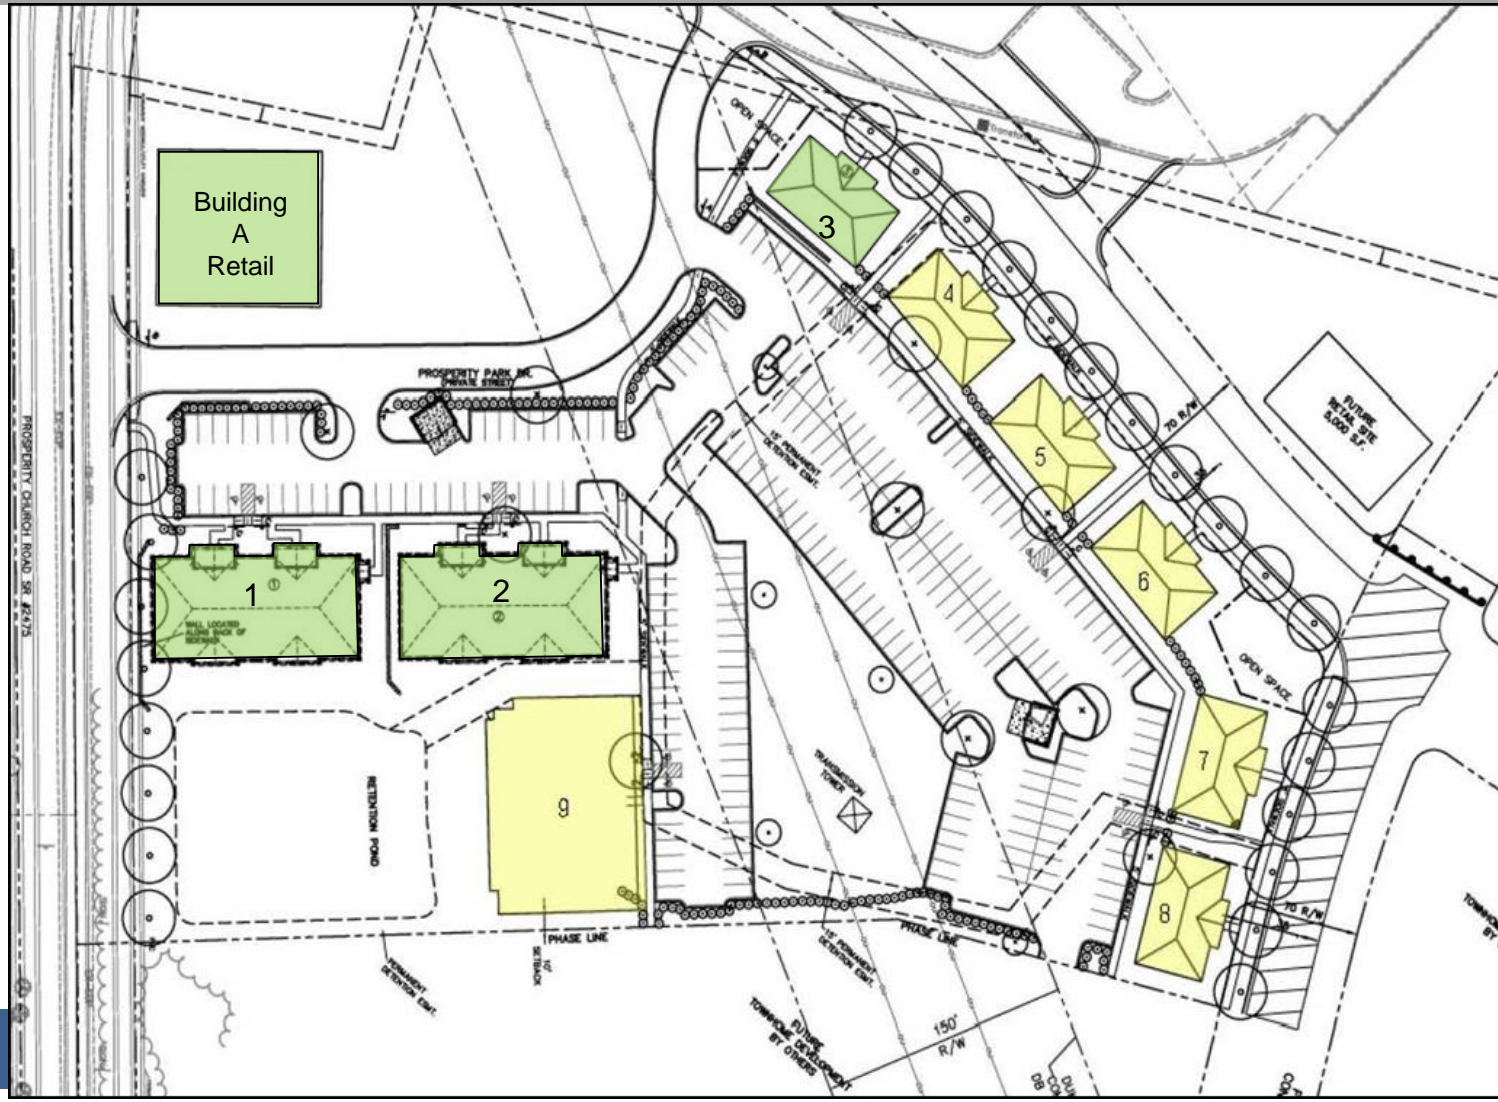 OPEN SPACE
Building
A
Retail
3
4
PROSPERITY PARK DR.
(PRIVATE STREET)
FUTURE
RETAIL SITE
5,000 S.F.
70 R/W
15' PERMANENT
DETENTION ESMT.
5
PROSPERITY CHURCH ROAD SR #2475
1
2
WALL LOCATED
ALONG BACK OF
SIDEWALK
6
OPEN SPACE
7
TRANSMISSION
TOWER
RETENTION POND
9
8
70 R/W
PHASE LINE
PHASE LINE
10'
SETBACK
PERMANENT
DETENTION ESMT.
15' PERMANENT
DETENTION ESMT.
FUTURE
TOWNHOME DEVELOPMENT
BY OTHERS
150'
R/W
BY